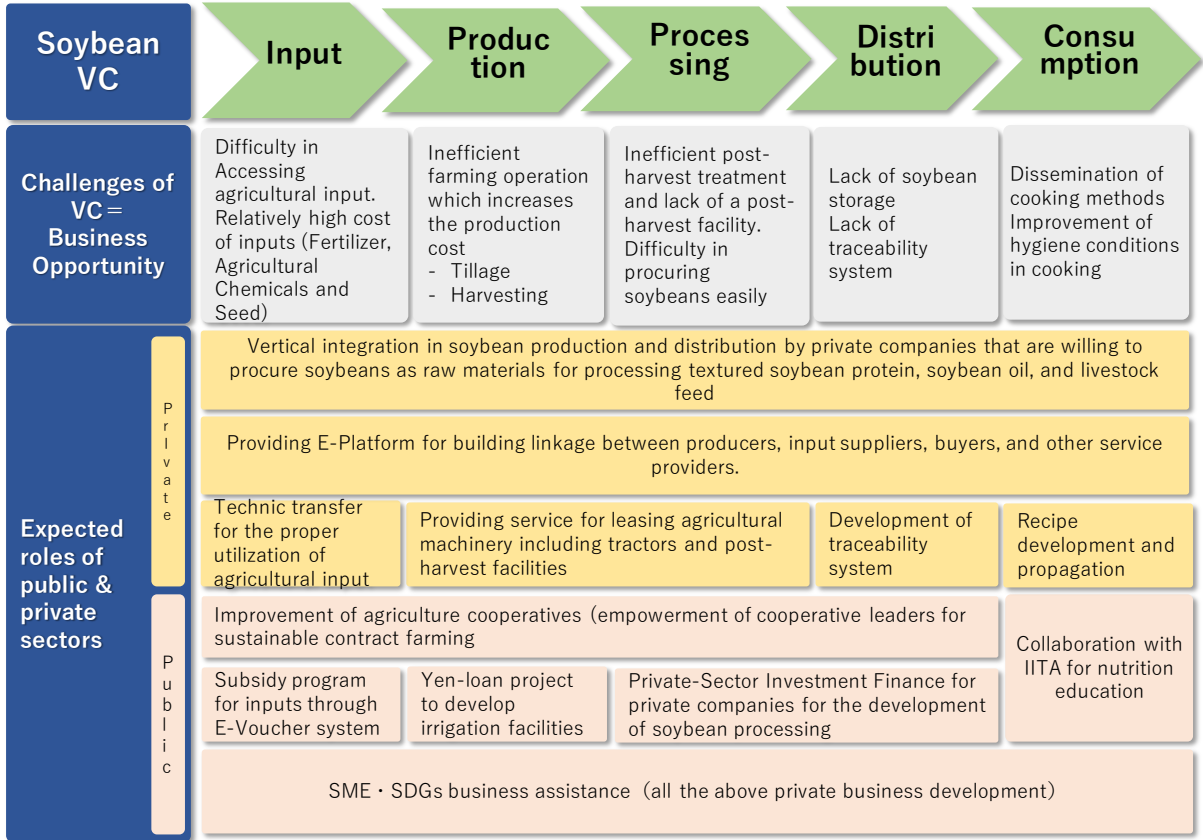 Soybean
VC
Input
Produc
tion
Proces
sing
Distri
bution
Consu
mption
Challenges of
VC＝
Business
Opportunity
Difficulty in
Accessing
agricultural input.
Relatively high cost
of inputs (Fertilizer,
Agricultural
Chemicals and
Seed)
Inefficient
farming operation
which increases
the production
cost
- Tillage
- Harvesting
Inefficient post-
harvest treatment
and lack of a post-
harvest facility.
Difficulty in
procuring
soybeans easily
Lack of soybean
storage
Lack of
traceability
system
Dissemination of
cooking methods
Improvement of
hygiene conditions
in cooking
Expected
roles of
public &
private
sectors
P
r
I
v
a
t
e
Vertical integration in soybean production and distribution by private companies that are willing to
procure soybeans as raw materials for processing textured soybean protein, soybean oil, and livestock
feed
Providing E-Platform for building linkage between producers, input suppliers, buyers, and other service
providers.
Technic transfer
for the proper
utilization of
agricultural input
Providing service for leasing agricultural
machinery including tractors and post-
harvest facilities
Development of
traceability
system
Recipe
development and
propagation
P
u
b
l
i
c
Improvement of agriculture cooperatives (empowerment of cooperative leaders for
sustainable contract farming
Collaboration with
IITA for nutrition
education
Subsidy program
for inputs through
E-Voucher system
Yen-loan project
to develop
irrigation facilities
Private-Sector Investment Finance for
private companies for the development
of soybean processing
SME・SDGs business assistance（all the above private business development）